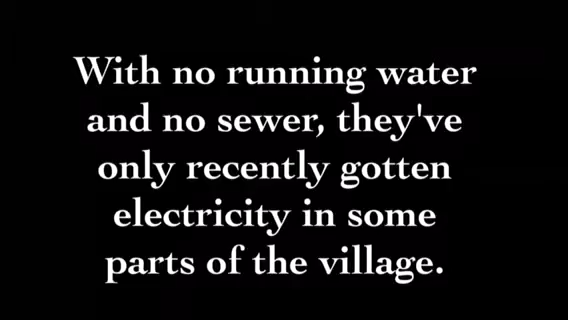 With no running water
and no sewer, they've
only recently gotten
electricity in some
parts of the village.